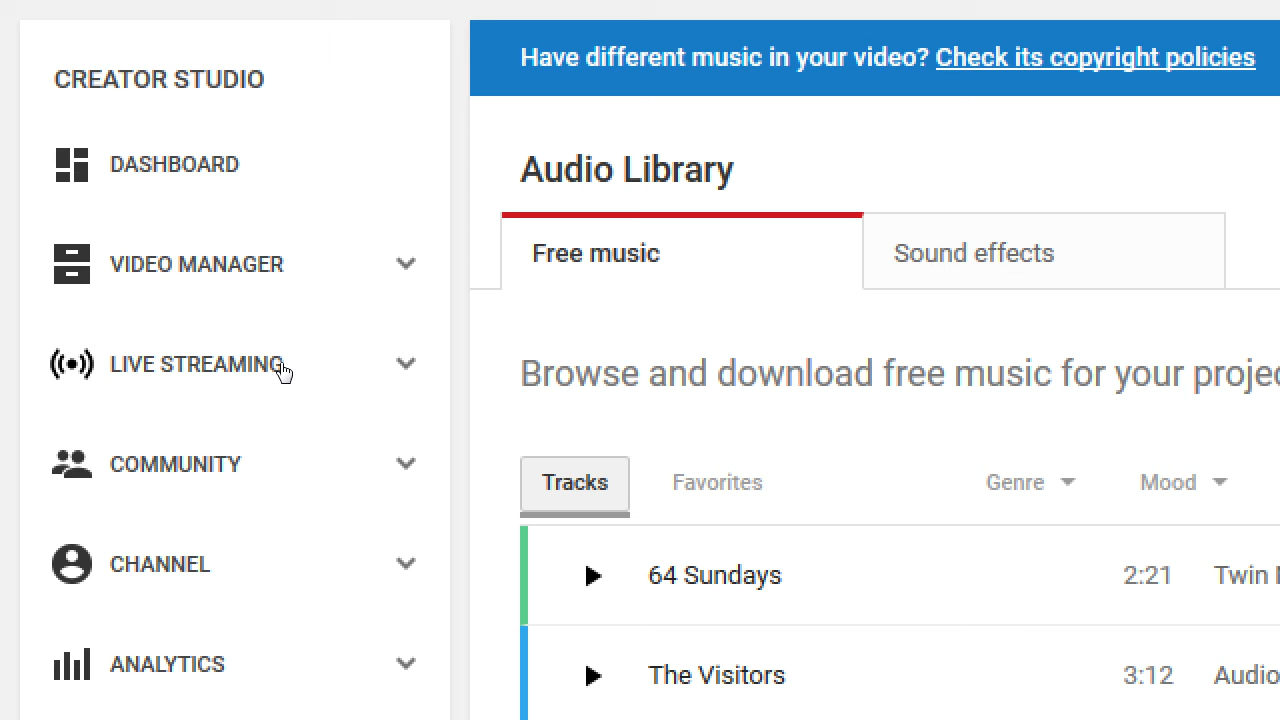 CREATOR STUDIO
DASHBOARD
VIDEO MANAGER
LIVE STREAMING
COMMUNITY
CHANNEL
ANALYTICS
Have different music in your video? Check its copyright policies
Audio Library
Free music
Sound effects
Browse and download free music for your projec
Tracks
Favorites
Genre
Mood
64 Sundays 2:21 Twin
The Visitors 3:12 Audio